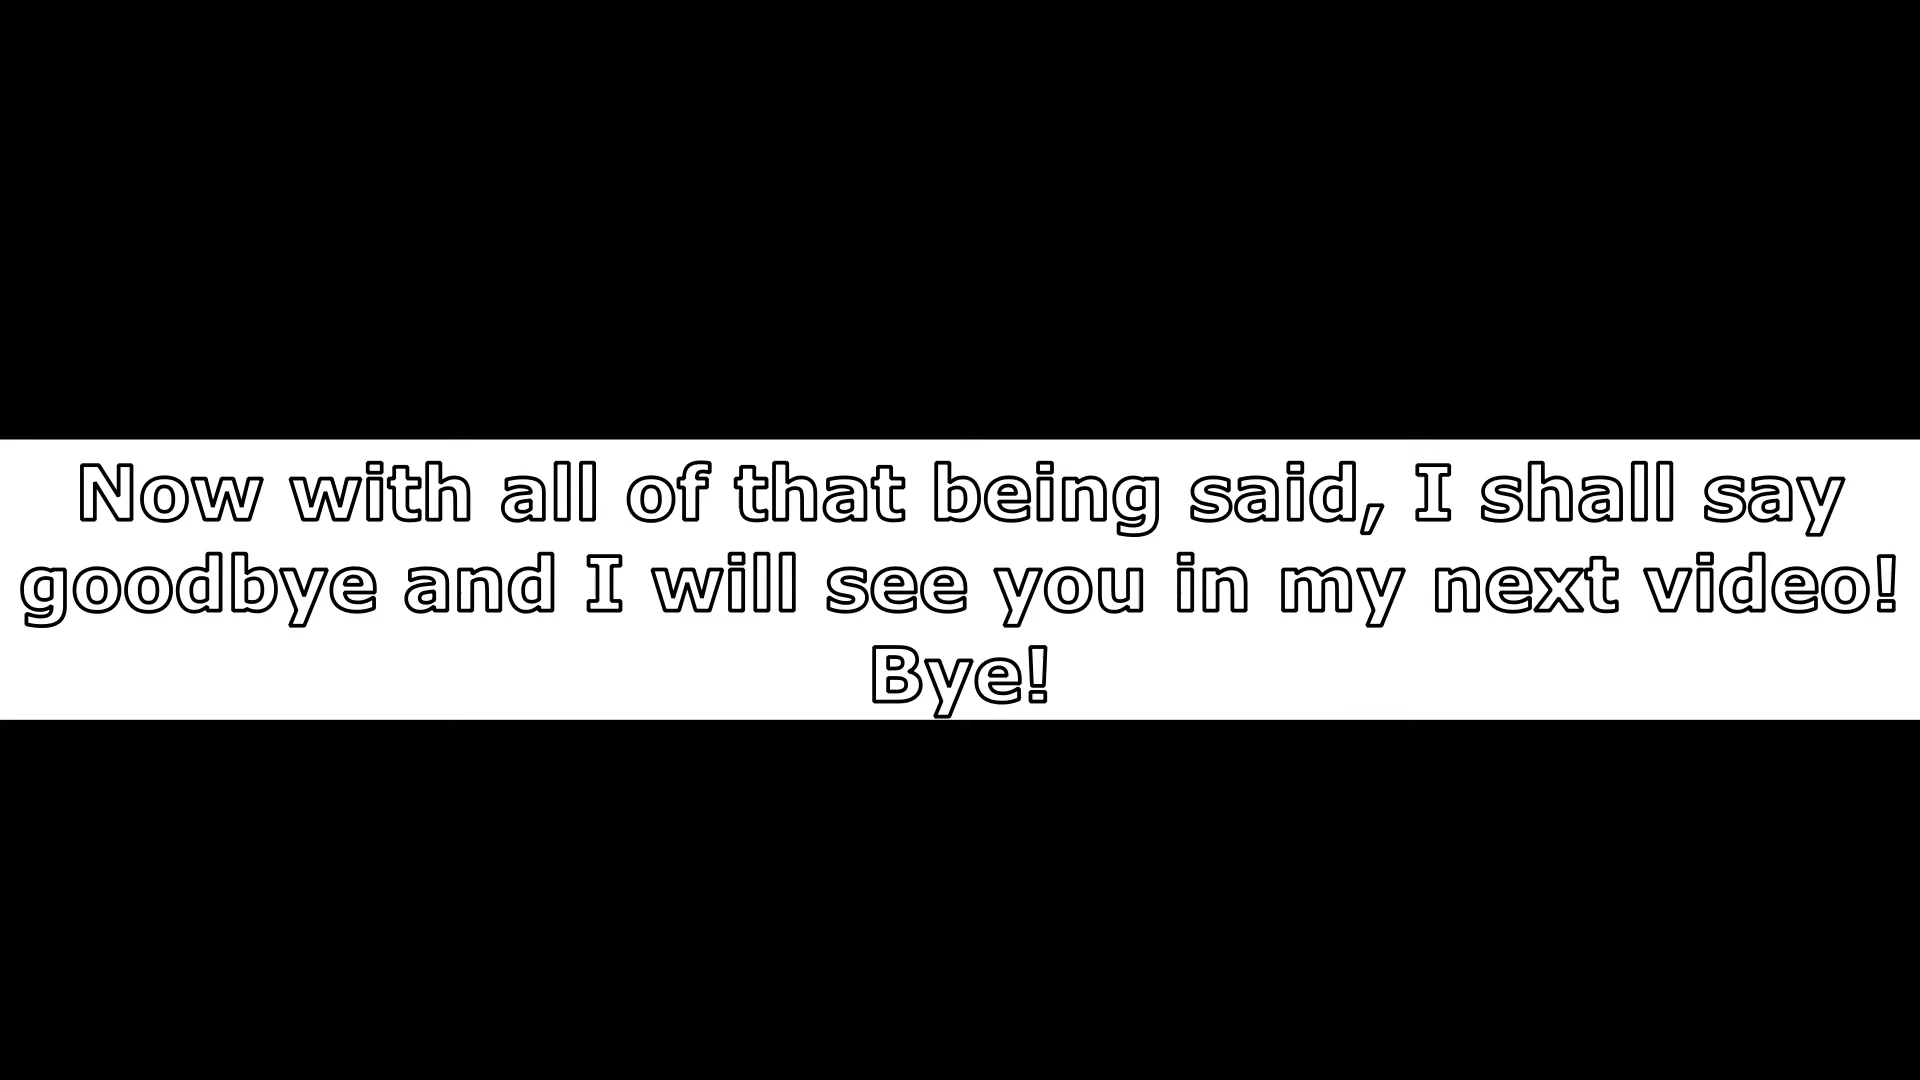 Now with all of that being said, I shall say
goodbye and I will see you in my next video!
Bye!